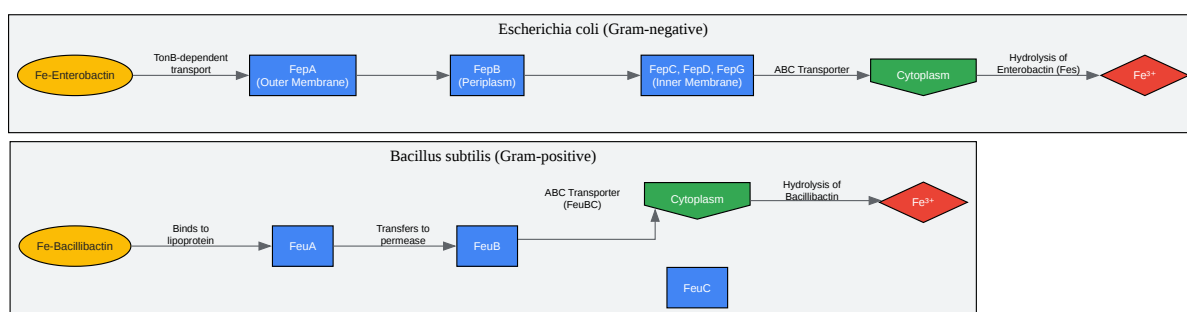 Escherichia coli (Gram-negative)
Fe-Enterobactin
TonB-dependent
transport
FepA
(Outer Membrane)
FepB
(Periplasm)
FepC, FepD, FepG
(Inner Membrane)
ABC Transporter
Cytoplasm
Hydrolysis of
Enterobactin (Fes)
Fe³⁺
Bacillus subtilis (Gram-positive)
Fe-Bacillibactin
Binds to
lipoprotein
FeuA
Transfers to
permease
FeuB
ABC Transporter
(FeuBC)
Cytoplasm
Hydrolysis of
Bacillibactin
Fe³⁺
FeuC